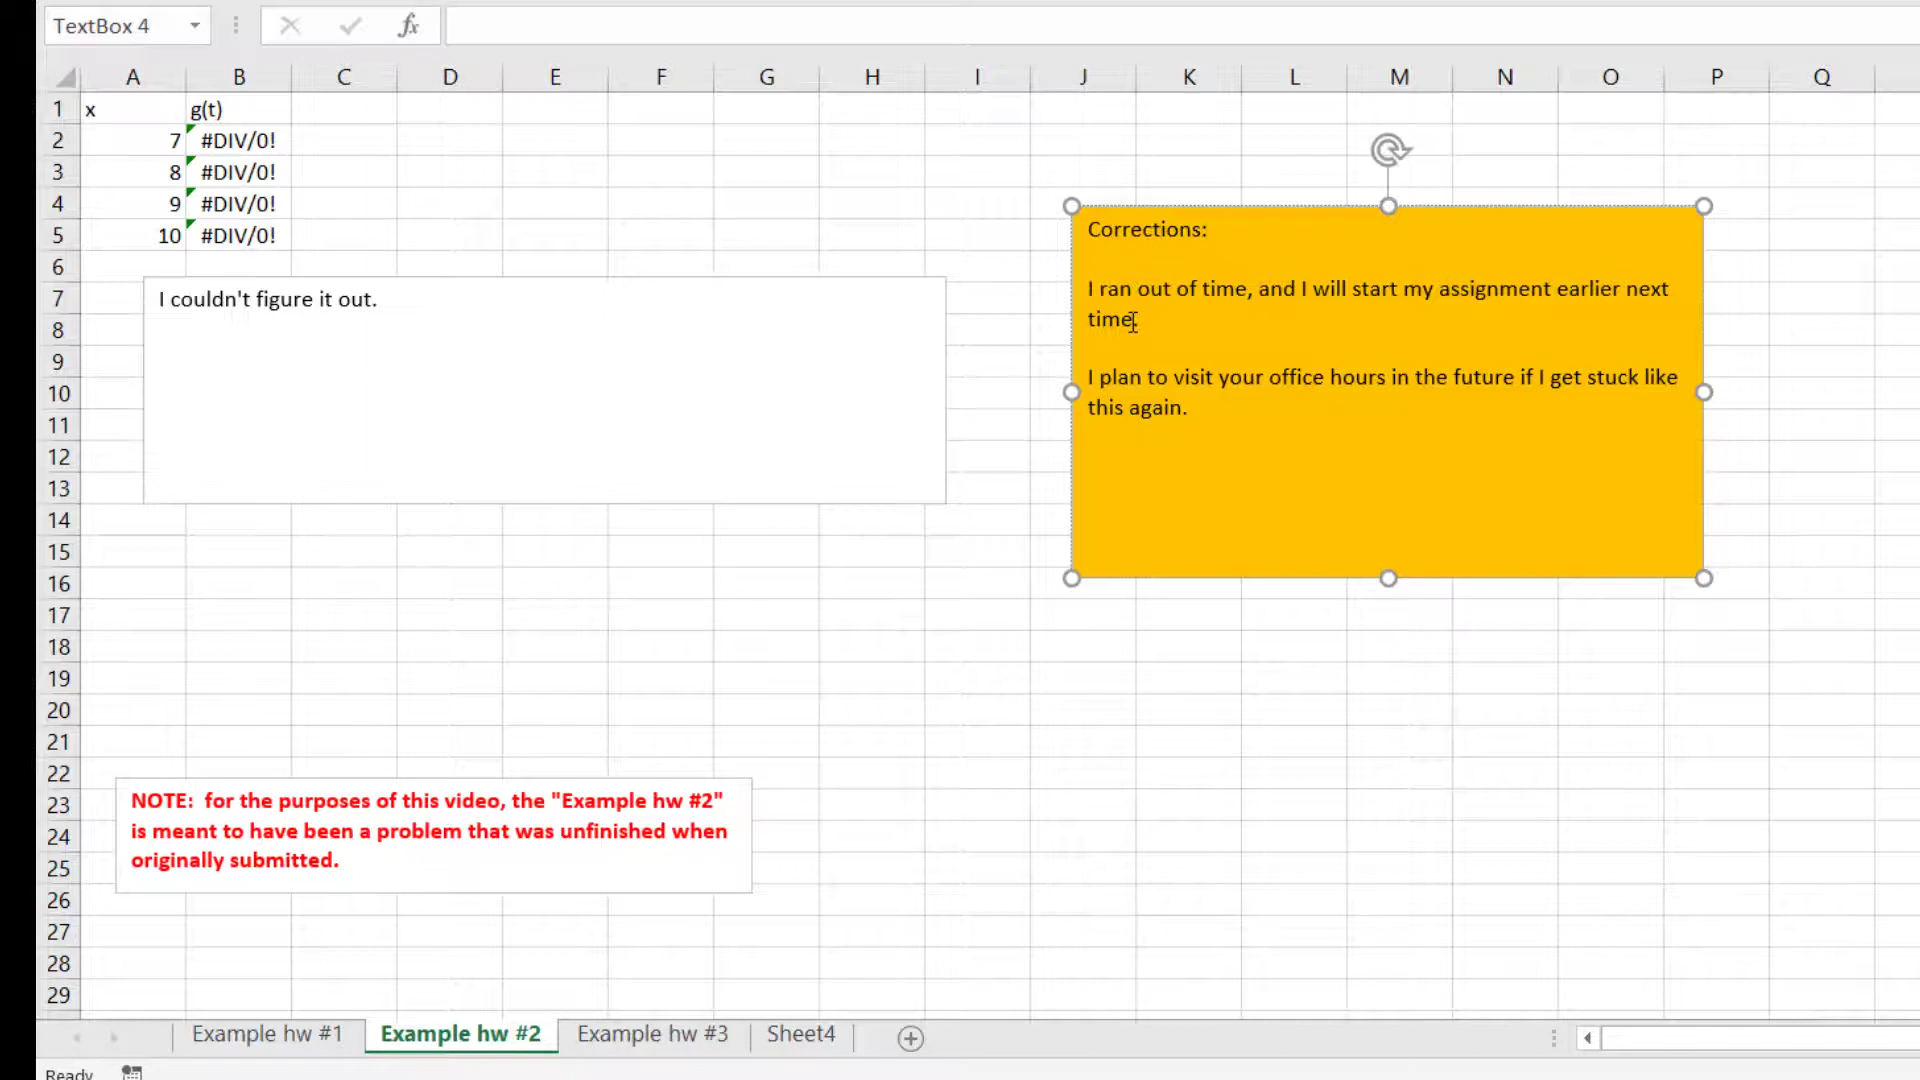 TextBox 4
fx
A B C D E F G H I J K L M N O P Q
1 x g(t)
2 7 #DIV/0!
3 8 #DIV/0!
4 9 #DIV/0!
5 10 #DIV/0!
6
7
8
9
10
11
12
13
14
15
16
17
18
19
20
21
22
23
24
25
26
27
28
29
I couldn't figure it out.
Corrections:
I ran out of time, and I will start my assignment earlier next
time.
I plan to visit your office hours in the future if I get stuck like
this again.
NOTE:  for the purposes of this video, the "Example hw #2"
is meant to have been a problem that was unfinished when
originally submitted.
Example hw #1 Example hw #2 Example hw #3 Sheet4
Ready